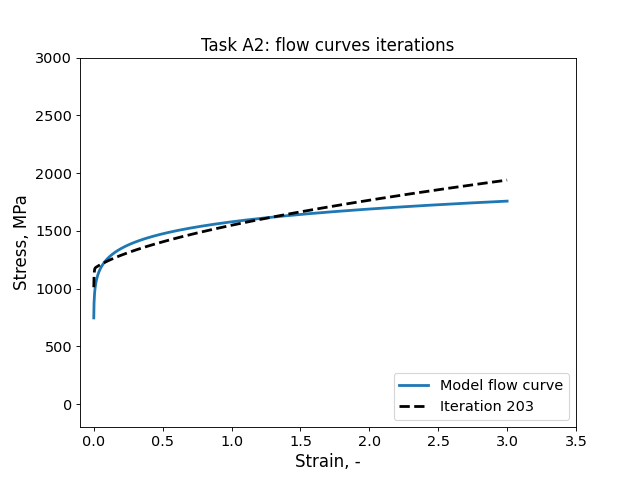 Task A2: flow curves iterations
3000
2500
2000
1500
1000
500
0
Stress, MPa
0.0 0.5 1.0 1.5 2.0 2.5 3.0 3.5
Strain, -
Model flow curve
Iteration 203